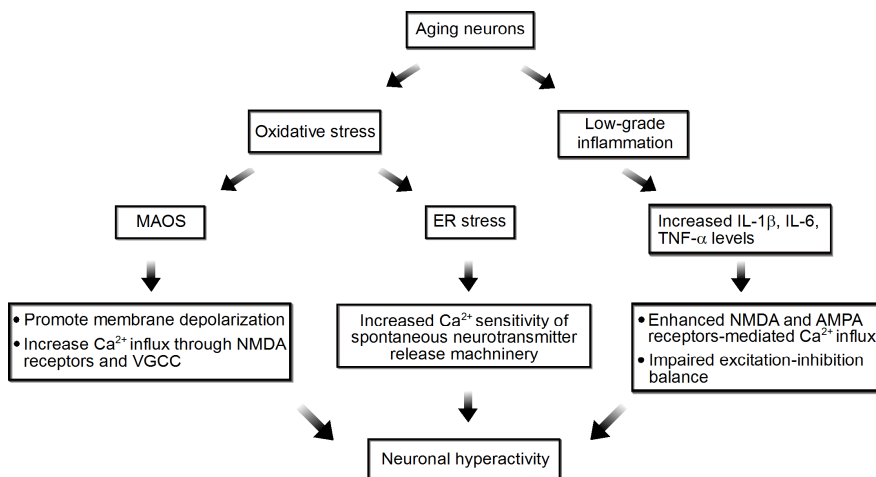 Aging neurons
Oxidative stress
Low-grade
inflammation
MAOS
ER stress
Increased IL-1β, IL-6,
TNF-α levels
• Promote membrane depolarization
• Increase Ca²⁺ influx through NMDA
receptors and VGCC
Increased Ca²⁺ sensitivity of
spontaneous neurotransmitter
release machninery
• Enhanced NMDA and AMPA
receptors-mediated Ca²⁺ influx
• Impaired excitation-inhibition
balance
Neuronal hyperactivity